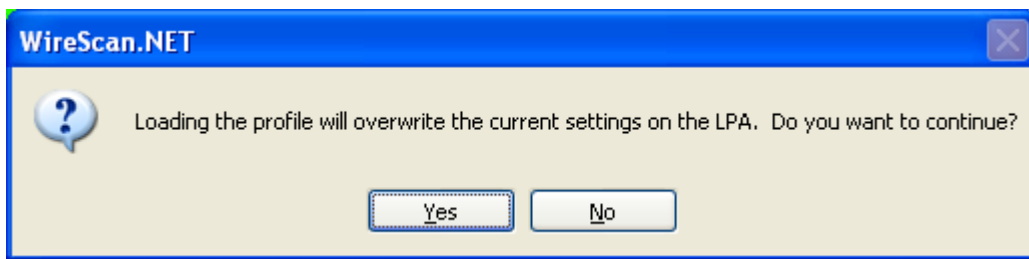 WireScan.NET
Loading the profile will overwrite the current settings on the LPA.  Do you want to continue?
Yes
No